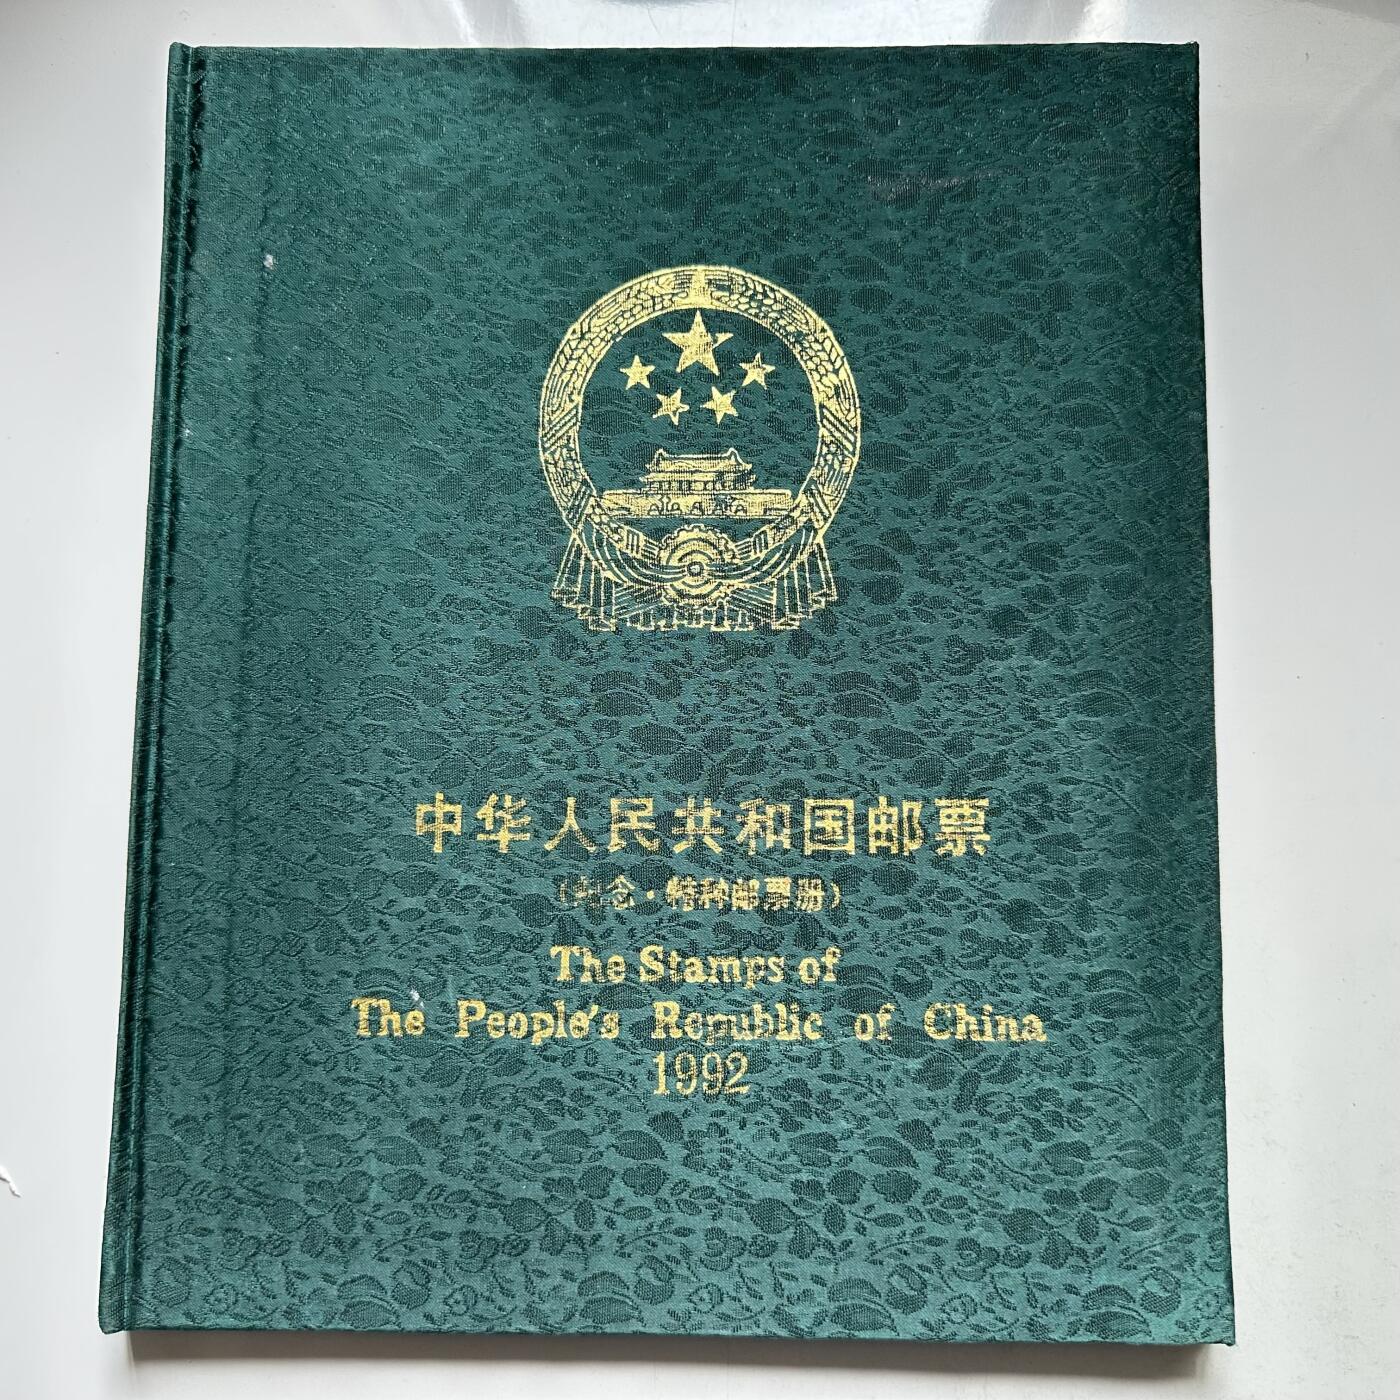 中华人民共和国邮票
（纪念·特种邮票册）
The Stamps of
The People's Republic of China
1992